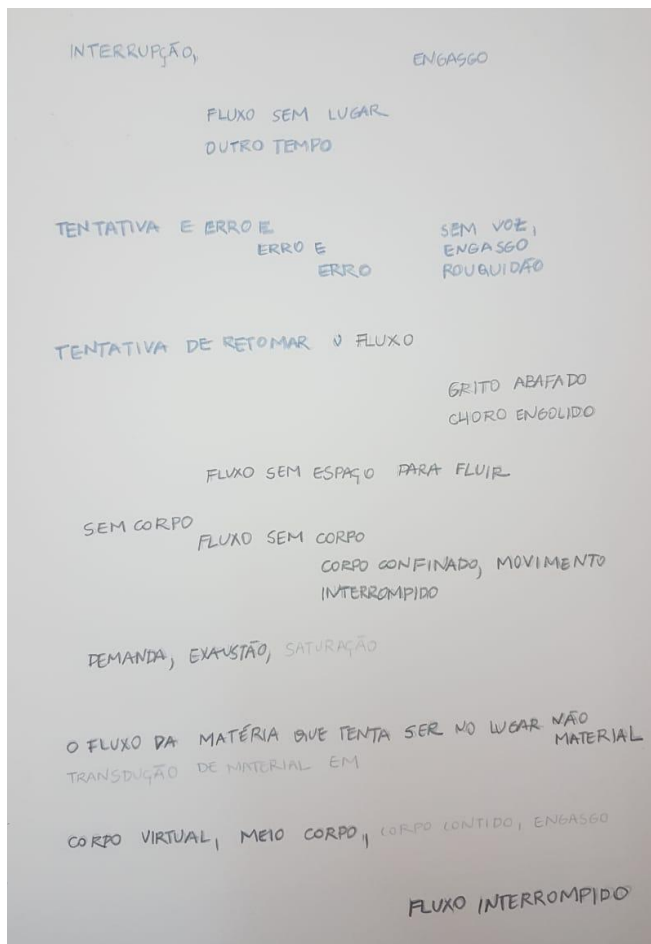 INTERRUPÇÃO, ENGASGO
FLUXO SEM LUGAR
OUTRO TEMPO
TENTATIVA E ERRO E
ERRO E
ERRO
SEM VOZ,
ENGASGO
ROUQUIDÃO
TENTATIVA DE RETOMAR O FLUXO
GRITO ABAFADO
CHORO ENGOLIDO
FLUXO SEM ESPAÇO PARA FLUIR
SEM CORPO
FLUXO SEM CORPO
CORPO CONFINADO, MOVIMENTO
INTERROMPIDO
DEMANDA, EXAUSTÃO, SATURAÇÃO
O FLUXO DA MATÉRIA QUE TENTA SER NO LUGAR NÃO
MATERIAL
TRANSDUÇÃO DE MATERIAL EM
CORPO VIRTUAL, MEIO CORPO, CORPO CONTIDO, ENGASGO
FLUXO INTERROMPIDO